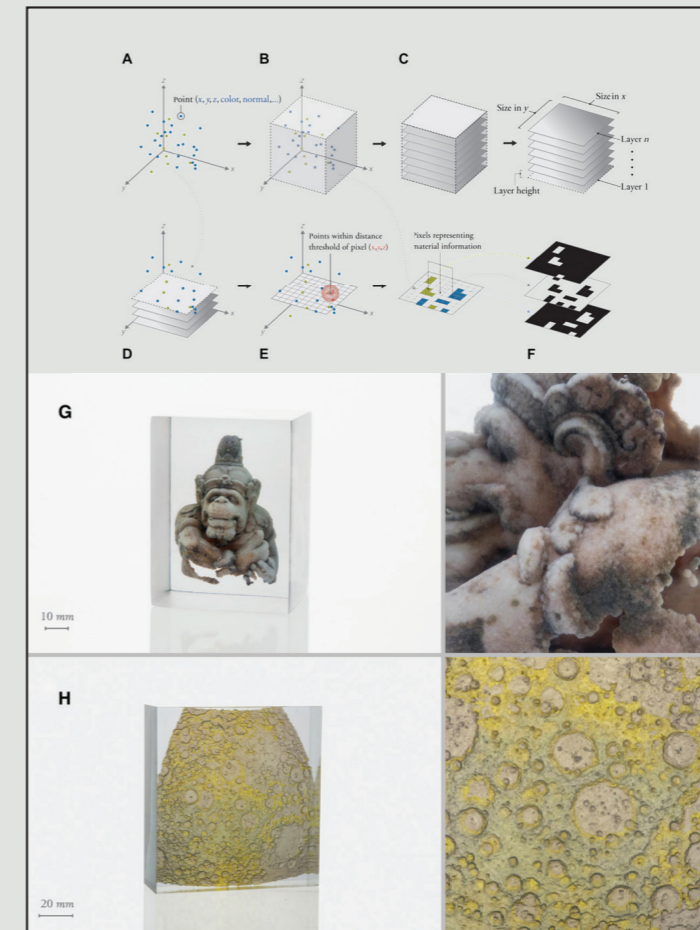 A
B
C
z
Point (x, y, z, color, normal,...)
x
y
z
x
y
Size in y
Size in x
Layer n
Layer 1
Layer height
z
x
y
z
Points within distance
threshold of pixel (x,y,z)
x
y
Pixels representing
material information
D
E
F
G
10 mm
H
20 mm